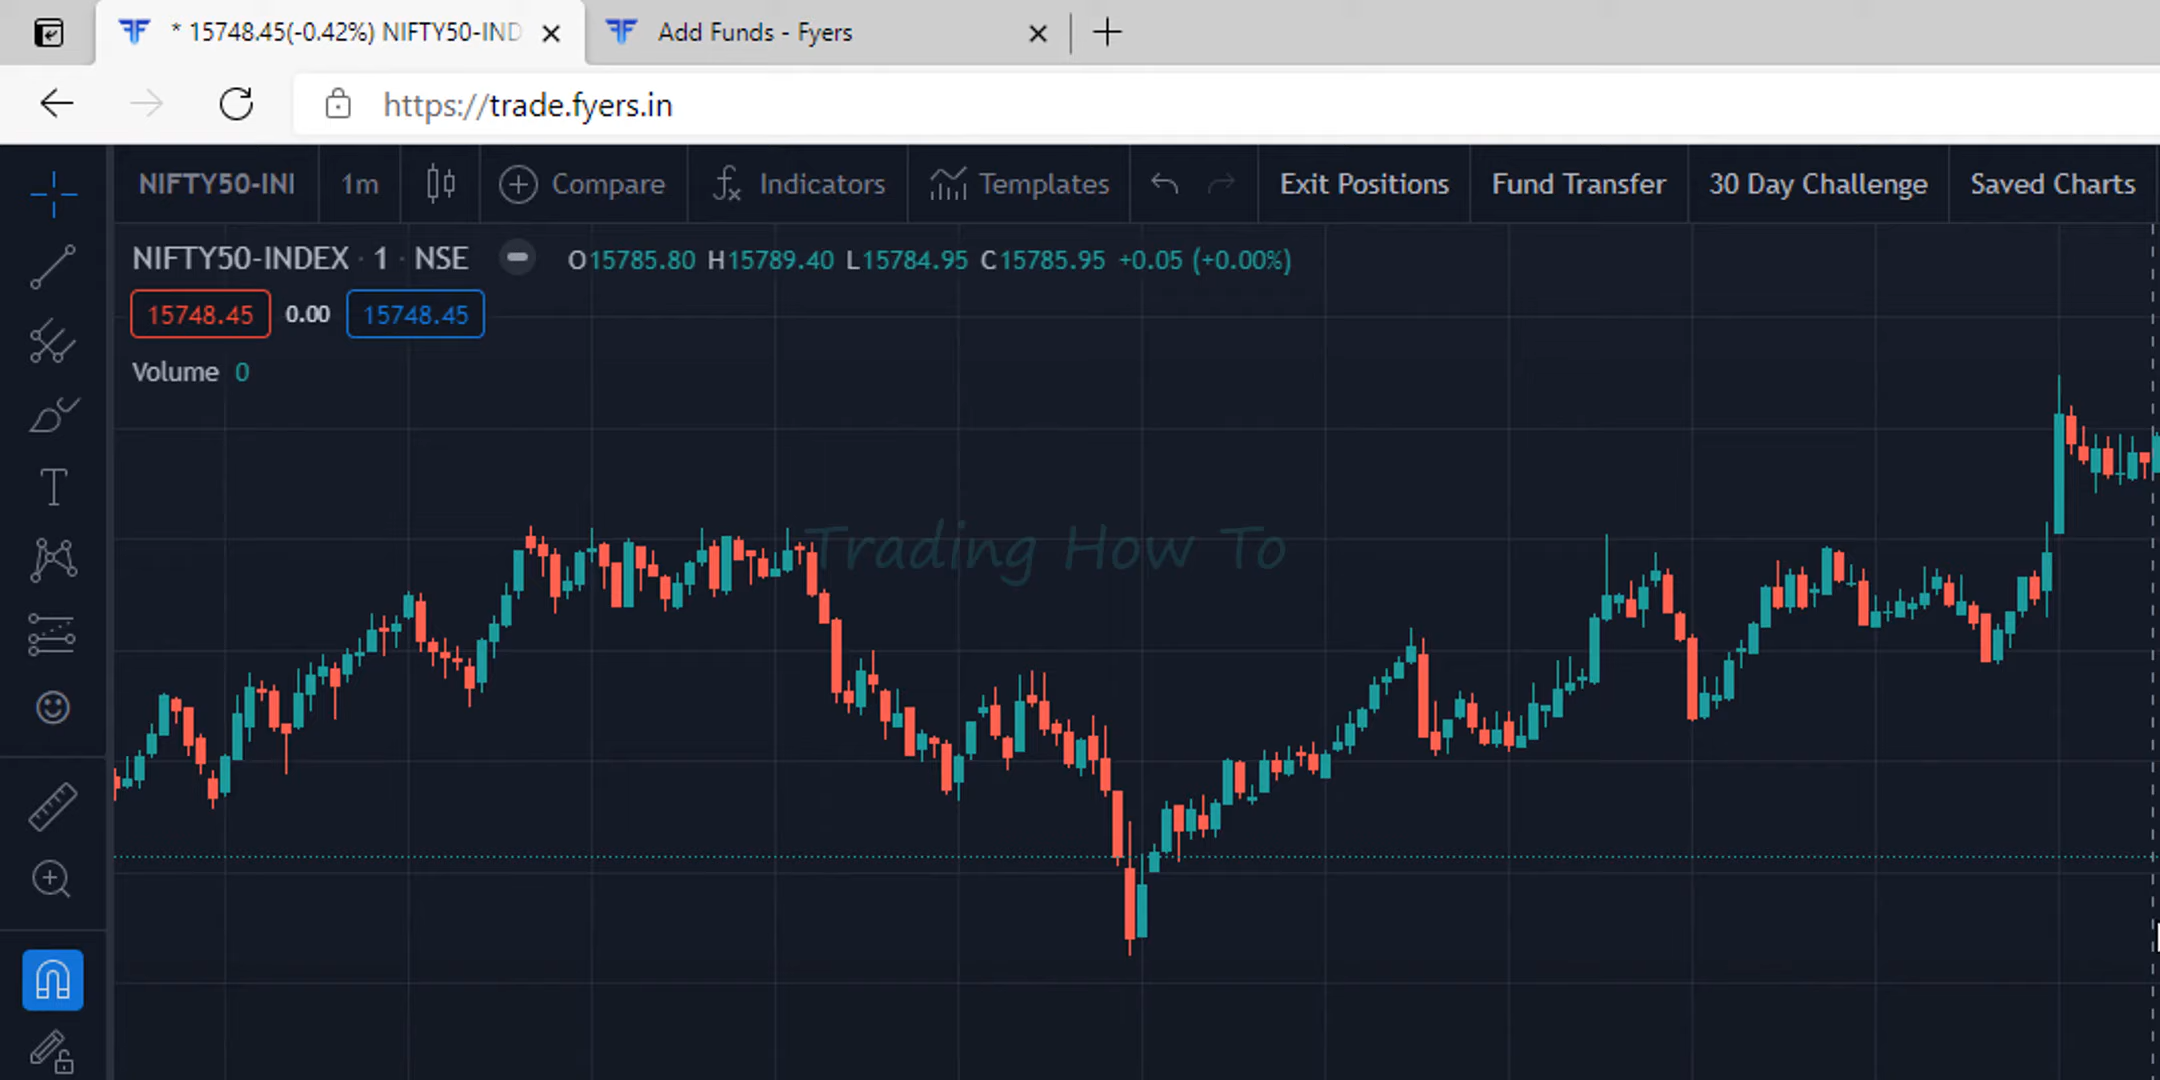 * 15748.45(-0.42%) NIFTY50-IND
Add Funds - Fyers
https://trade.fyers.in
NIFTY50-INI 1m Compare Indicators Templates Exit Positions Fund Transfer 30 Day Challenge Saved Charts
NIFTY50-INDEX · 1 · NSE O15785.80 H15789.40 L15784.95 C15785.95 +0.05 (+0.00%)
15748.45 0.00 15748.45
Volume 0
Trading How To